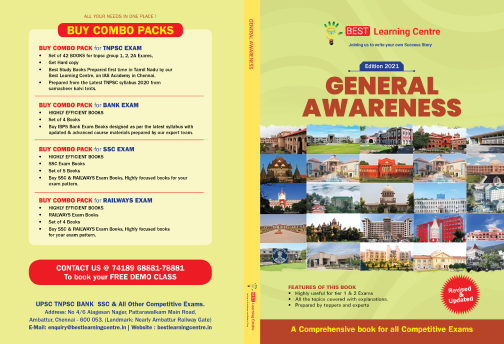 ALL YOUR NEEDS IN ONE PLACE !
BUY COMBO PACKS
BUY COMBO PACK for TNPSC EXAM
• Set of 42 BOOKS for tnpsc group 1, 2, 2A Exams,
• Get Hard copy
• Best Study Books Prepared first time in Tamil Nadu by our
Best Learning Centre, an IAS Academy in Chennai.
• Prepared from the Latest TNPSC syllabus 2020 from
samacheer kalvi texts.
BUY COMBO PACK for BANK EXAM
• HIGHLY EFFICIENT BOOKS
• Set of 4 Books
• Buy IBPS Bank Exam Books designed as per the latest syllabus with
updated & advanced course materials prepared by our expert team.
BUY COMBO PACK for SSC EXAM
• HIGHLY EFFICIENT BOOKS
• SSC Exam Books
• Set of 5 Books
• Buy SSC & RAILWAYS Exam Books, Highly focused books for your
exam pattern.
BUY COMBO PACK for RAILWAYS EXAM
• HIGHLY EFFICIENT BOOKS
• RAILWAYS Exam Books
• Set of 4 Books
• Buy SSC & RAILWAYS Exam Books, Highly focused books
for your exam pattern.
CONTACT US @ 74189 68881-78881
To book your FREE DEMO CLASS
UPSC TNPSC BANK SSC & All Other Competitive Exams.
Address: No 4/6 Alagesan Nager, Pattaravaikam Main Road,
Ambattur, Chennai - 600 053. (Landmark: Nearly Ambattur Railway Gate)
E-Mail: enquiry@bestlearningcentre.in | Website : bestlearningcentre.in
GENERAL AWARENESS
BEST Learning Centre
BEST Learning Centre
Joining us to write your own Success Story
Edition 2021
GENERAL
AWARENESS
FEATURES OF THIS BOOK
• Highly useful for tier 1 & 2 Exams
• All the topics covered with explanations.
• Prepared by toppers and experts
Revised
&
Updated
A Comprehensive book for all Competitive Exams